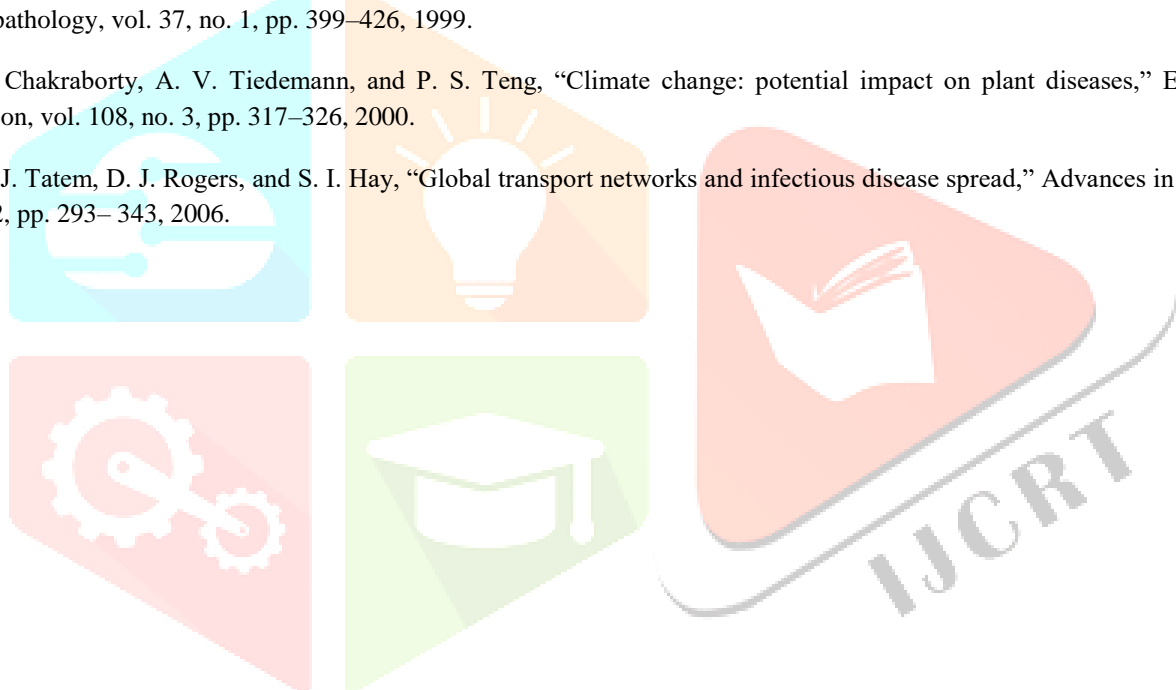 pathology, vol. 37, no. 1, pp. 399–426, 1999.
Chakraborty, A. V. Tiedemann, and P. S. Teng, “Climate change: potential impact on plant diseases,” E
on, vol. 108, no. 3, pp. 317–326, 2000.
J. Tatem, D. J. Rogers, and S. I. Hay, “Global transport networks and infectious disease spread,” Advances in
, pp. 293– 343, 2006.
IJCRT